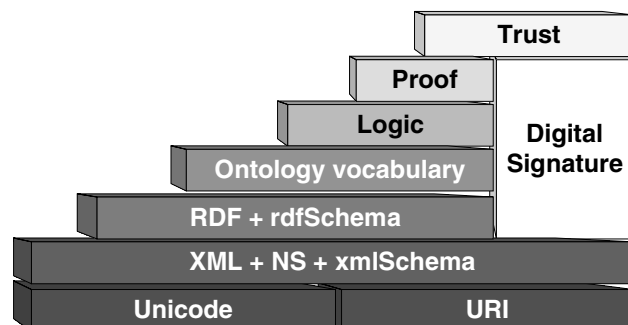 Trust
Proof
Logic
Digital
Signature
Ontology vocabulary
RDF + rdfSchema
XML + NS + xmlSchema
Unicode
URI